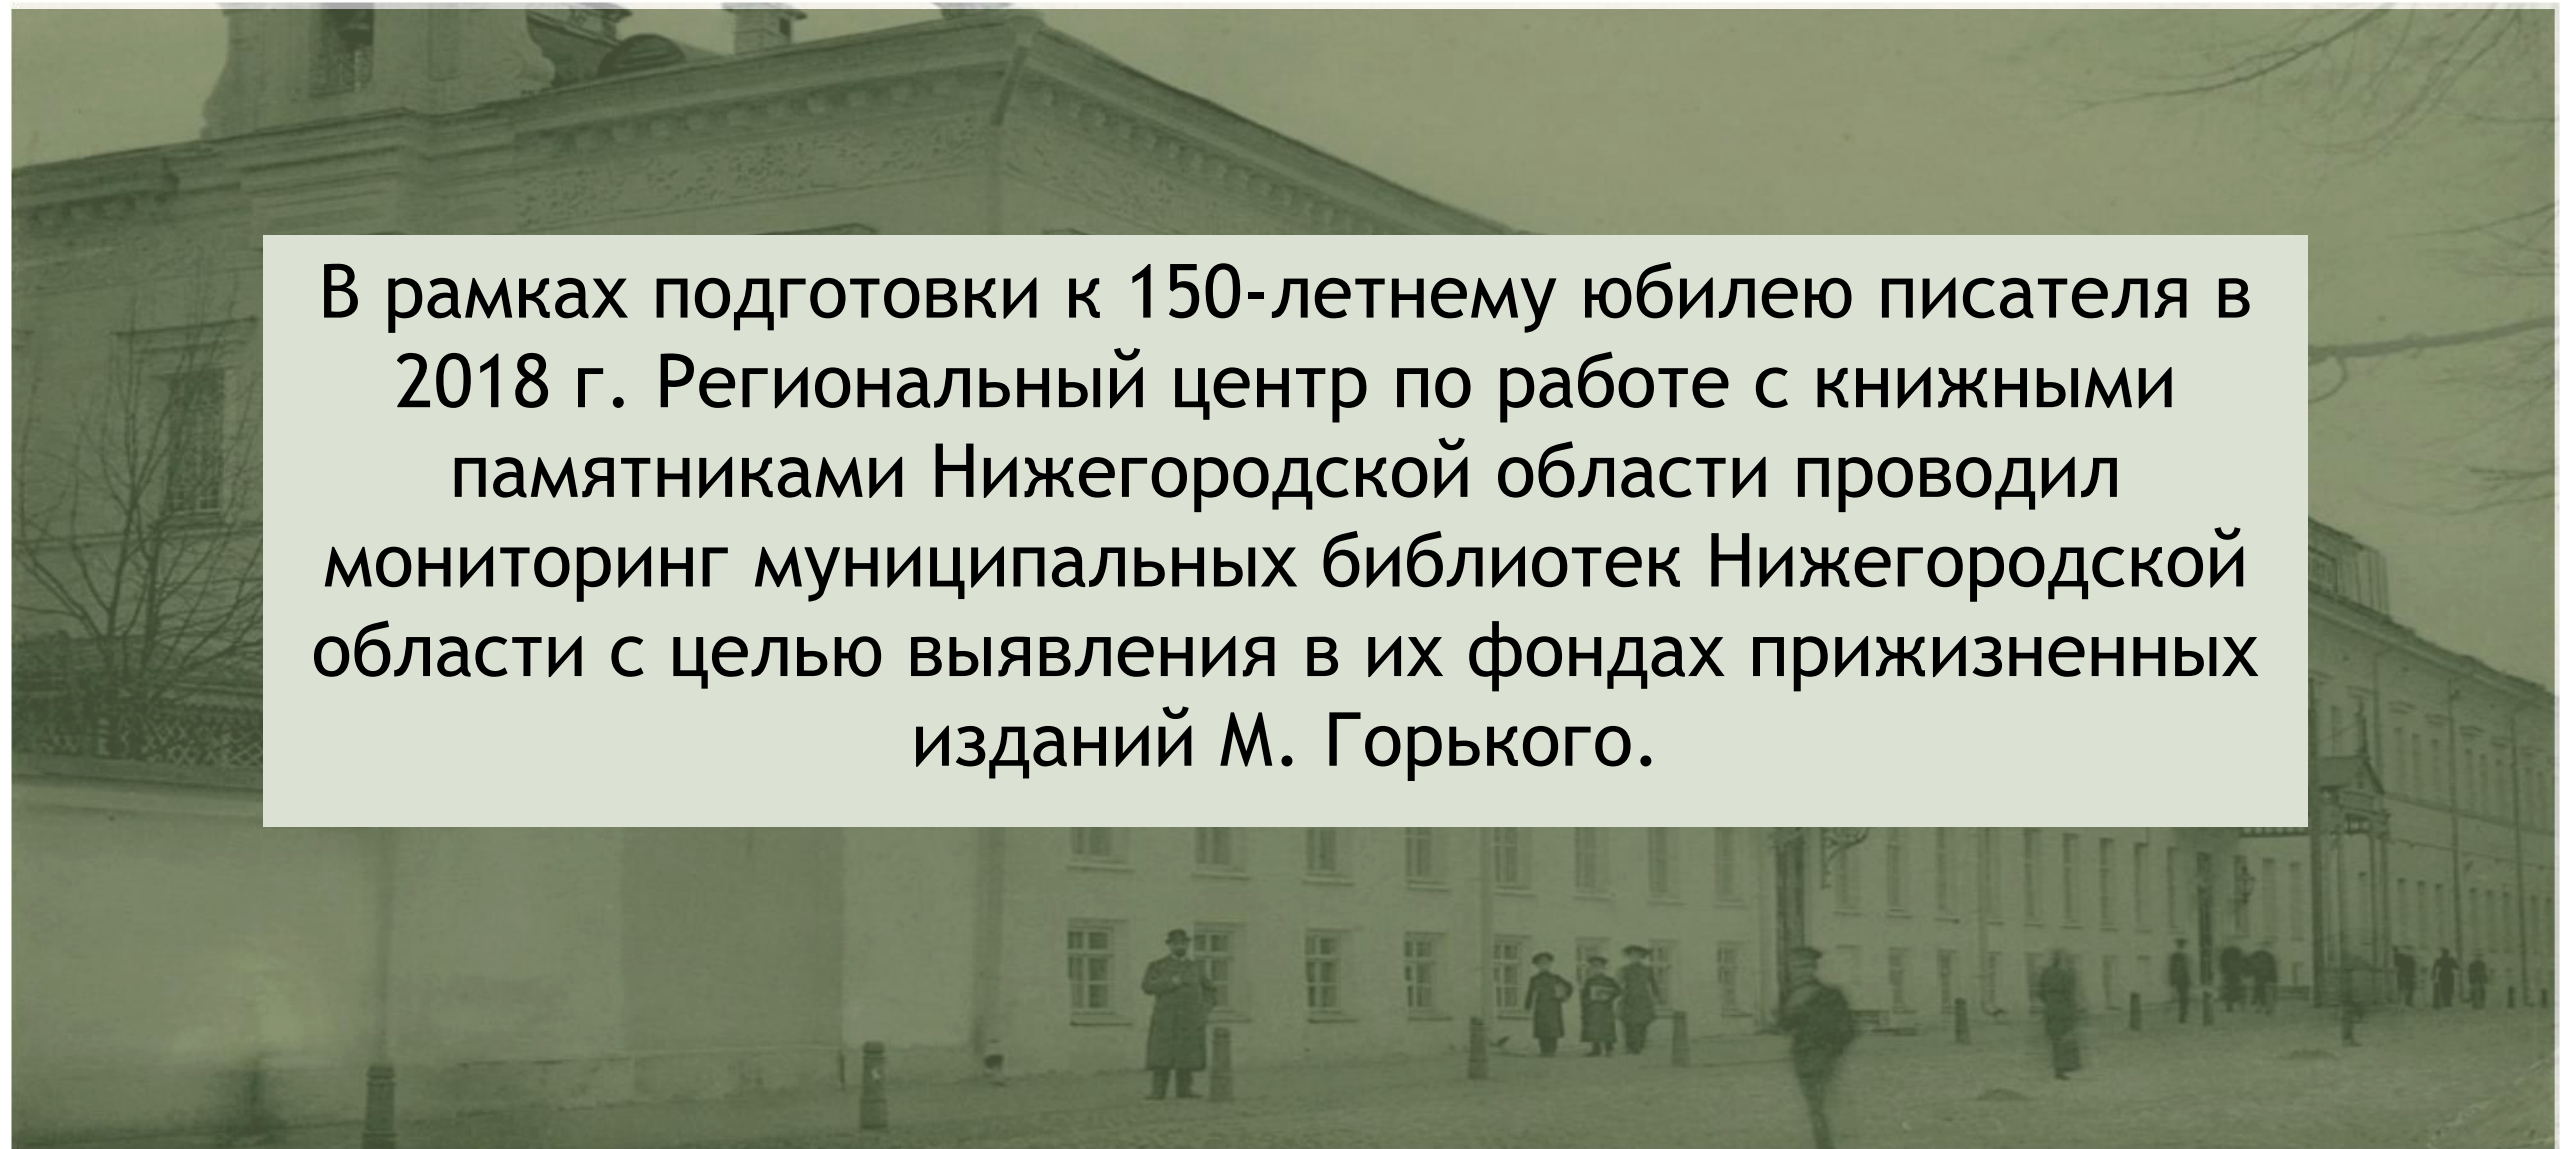 В рамках подготовки к 150-летнему юбилею писателя в
2018 г. Региональный центр по работе с книжными
памятниками Нижегородской области проводил
мониторинг муниципальных библиотек Нижегородской
области с целью выявления в их фондах прижизненных
изданий М. Горького.